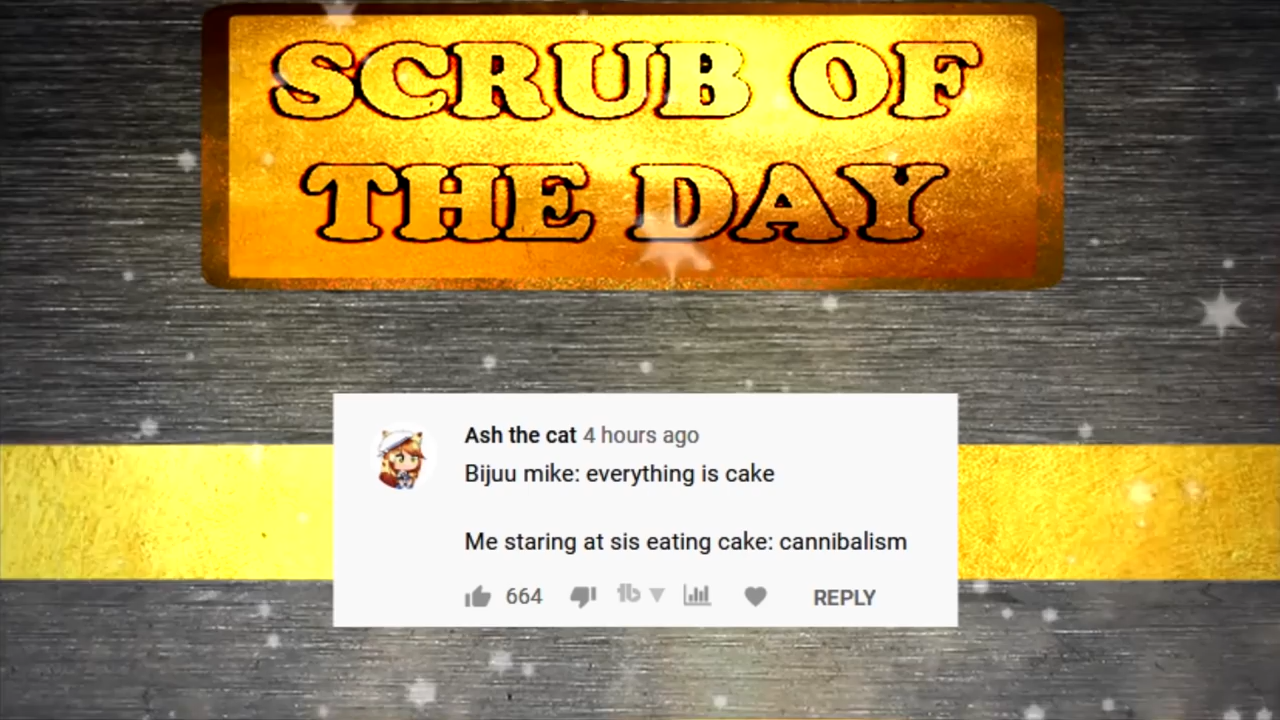 SCRUB OF
THE DAY
Ash the cat 4 hours ago
Bijuu mike: everything is cake
Me staring at sis eating cake: cannibalism
664 tb REPLY